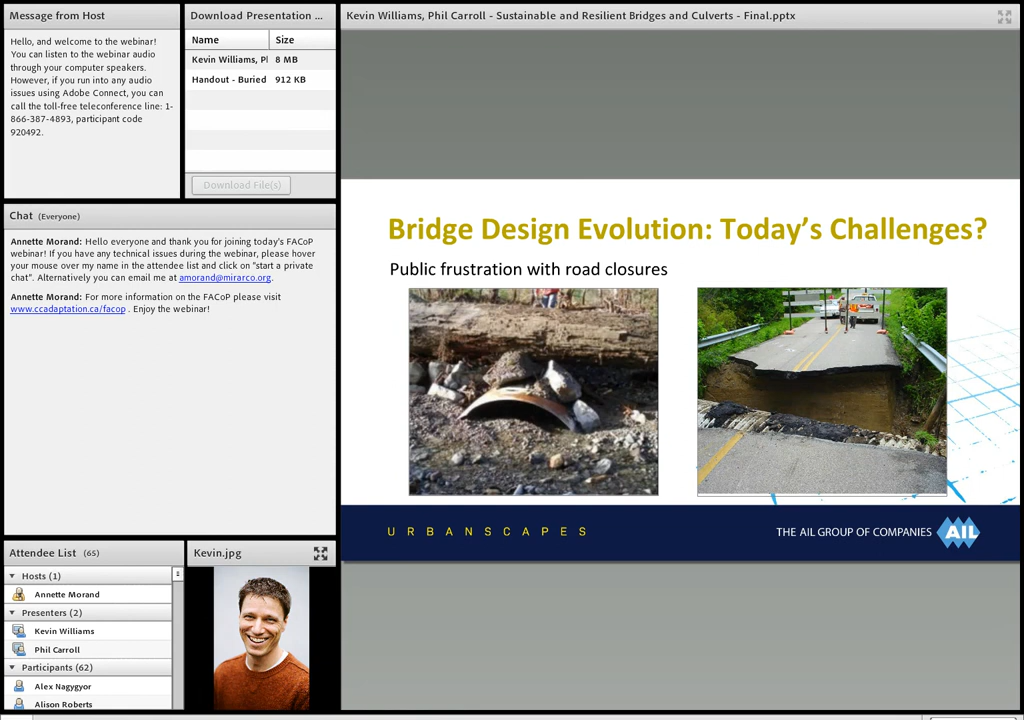 Message from Host
Hello, and welcome to the webinar!
You can listen to the webinar audio
through your computer speakers.
However, if you run into any audio
issues using Adobe Connect, you can
call the toll-free teleconference line: 1-
866-387-4893, participant code
920492.
Download Presentation ...
Name Size
Kevin Williams, Pl 8 MB
Handout - Buried 912 KB
Download File(s)
Chat (Everyone)
Annette Morand: Hello everyone and thank you for joining today's FACoP
webinar! If you have any technical issues during the webinar, please hover
your mouse over my name in the attendee list and click on "start a private
chat". Alternatively you can email me at amorand@mirarco.org.
Annette Morand: For more information on the FACoP please visit
www.ccadaptation.ca/facop . Enjoy the webinar!
Attendee List (65)
Hosts (1)
Annette Morand
Presenters (2)
Kevin Williams
Phil Carroll
Participants (62)
Alex Nagygyor
Alison Roberts
Kevin.jpg
Kevin Williams, Phil Carroll - Sustainable and Resilient Bridges and Culverts - Final.pptx
Bridge Design Evolution: Today's Challenges?
Public frustration with road closures
URBANSCAPES
THE AIL GROUP OF COMPANIES AIL